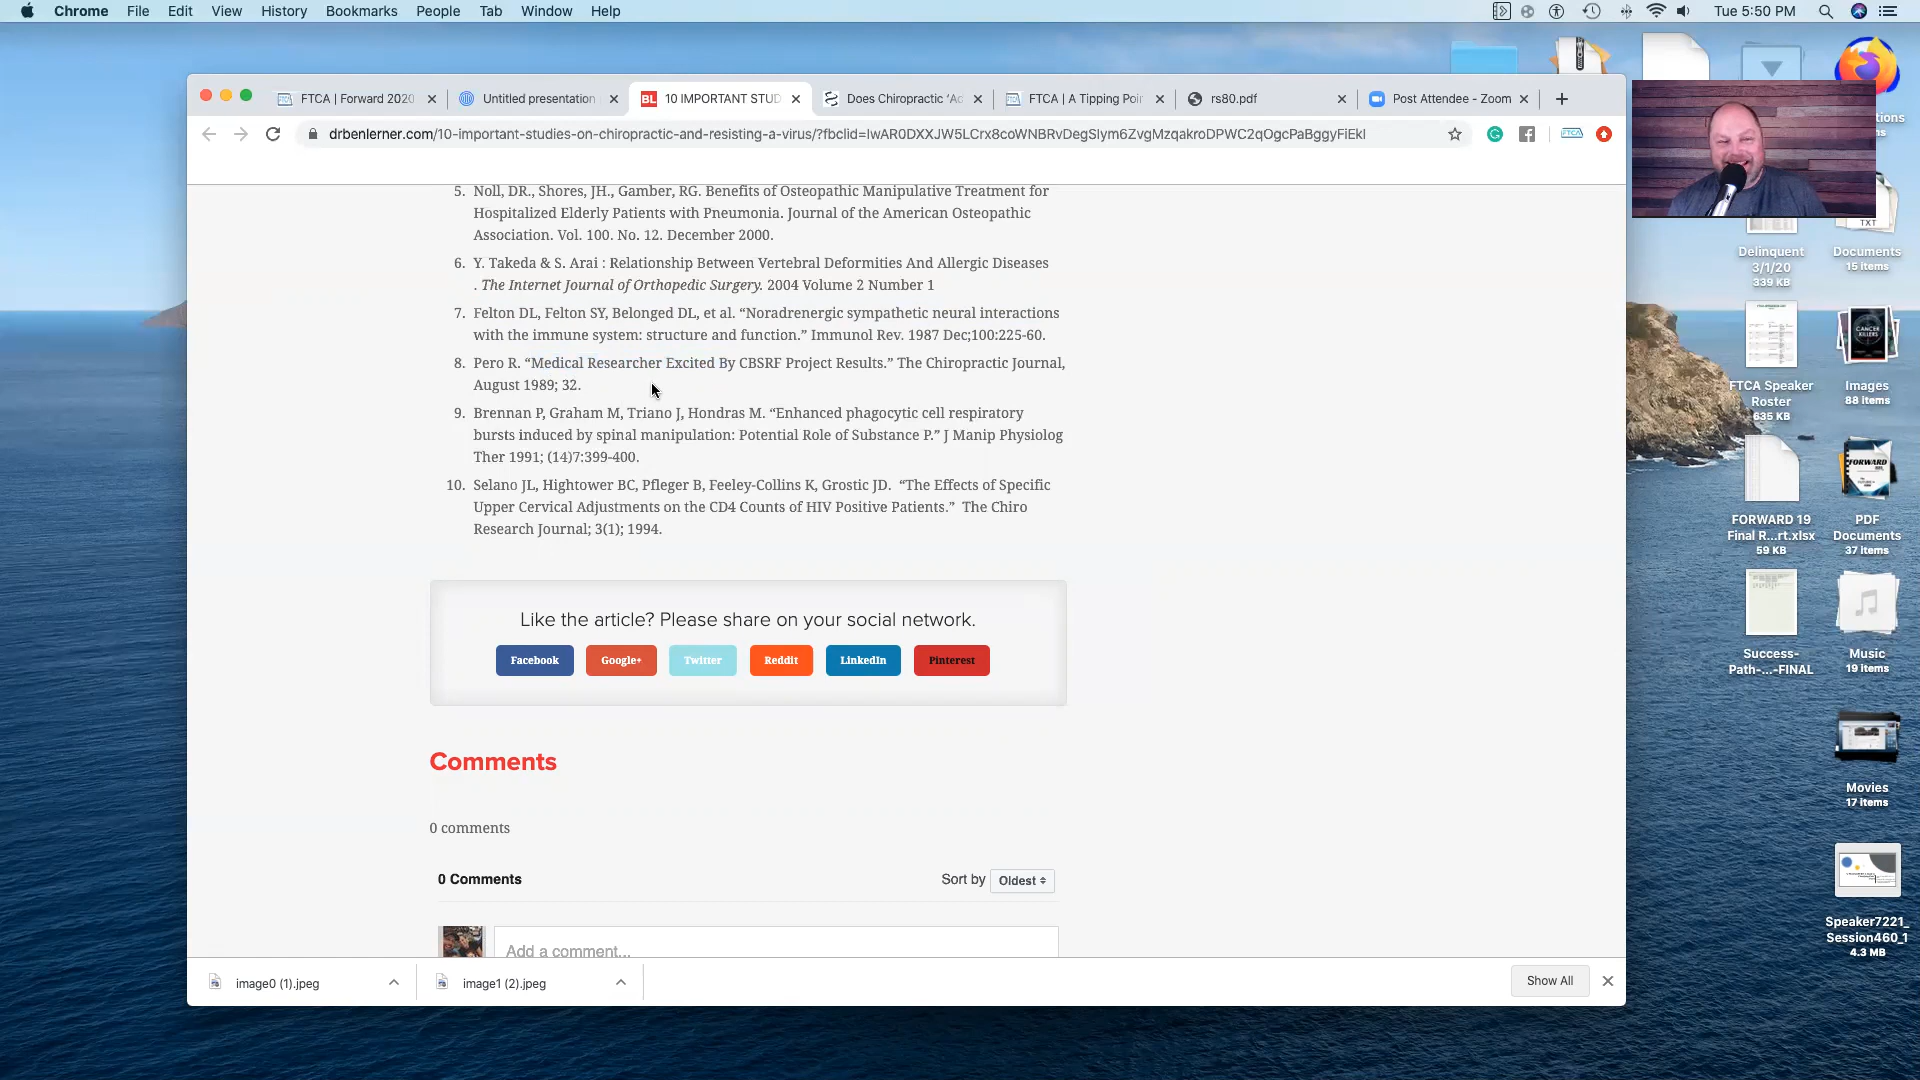 Chrome File Edit View History Bookmarks People Tab Window Help
Tue 5:50 PM
FTCA | Forward 2020
Untitled presentation
BL 10 IMPORTANT STUD
Does Chiropractic ‘Ad
FTCA | A Tipping Poin
rs80.pdf
Post Attendee - Zoom
drbenlerner.com/10-important-studies-on-chiropractic-and-resisting-a-virus/?fbclid=IwAR0DXXJW5LCrx8coWNBRvDegSlym6ZvgMzqakroDPWC2qOgcPaBggyFiEkI
FTCA
5. Noll, DR., Shores, JH., Gamber, RG. Benefits of Osteopathic Manipulative Treatment for
Hospitalized Elderly Patients with Pneumonia. Journal of the American Osteopathic
Association. Vol. 100. No. 12. December 2000.
6. Y. Takeda & S. Arai : Relationship Between Vertebral Deformities And Allergic Diseases
. The Internet Journal of Orthopedic Surgery. 2004 Volume 2 Number 1
7. Felton DL, Felton SY, Belonged DL, et al. “Noradrenergic sympathetic neural interactions
with the immune system: structure and function.” Immunol Rev. 1987 Dec;100:225-60.
8. Pero R. “Medical Researcher Excited By CBSRF Project Results.” The Chiropractic Journal,
August 1989; 32.
9. Brennan P, Graham M, Triano J, Hondras M. “Enhanced phagocytic cell respiratory
bursts induced by spinal manipulation: Potential Role of Substance P.” J Manip Physiolog
Ther 1991; (14)7:399-400.
10. Selano JL, Hightower BC, Pfleger B, Feeley-Collins K, Grostic JD. “The Effects of Specific
Upper Cervical Adjustments on the CD4 Counts of HIV Positive Patients.” The Chiro
Research Journal; 3(1); 1994.
Like the article? Please share on your social network.
Facebook Google+ Twitter Reddit LinkedIn Pinterest
Comments
0 comments
0 Comments
Sort by Oldest
Add a comment...
image0 (1).jpeg
image1 (2).jpeg
Show All
TXT
Delinquent
3/1/20
339 KB
Documents
15 items
FTCA Speaker
Roster
635 KB
CANCER
KILLERS
Images
88 items
FORWARD 19
Final R...rt.xlsx
59 KB
FORWARD
PDF
Documents
37 items
Success-
Path-...-FINAL
Music
19 items
Movies
17 items
Speaker7221_
Session460_1
4.3 MB